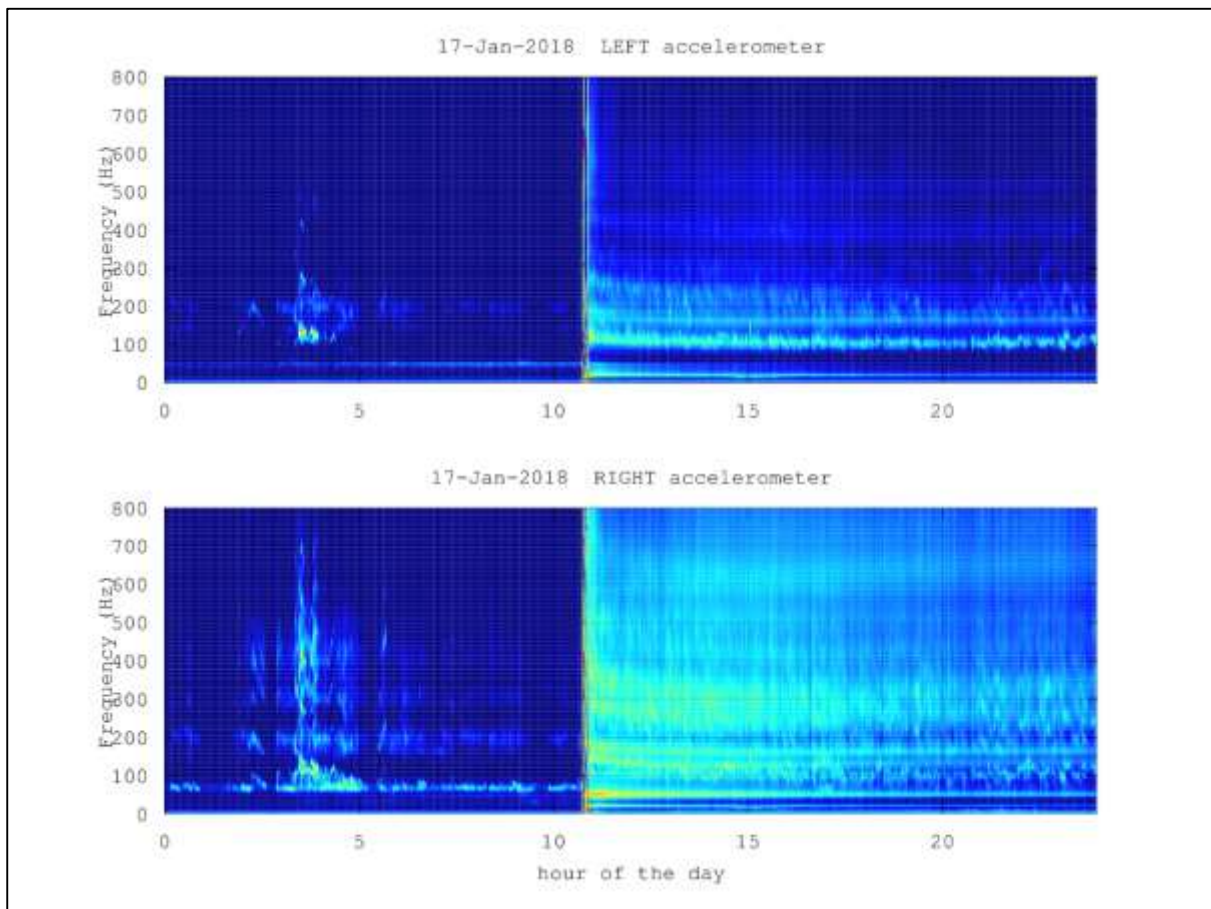 17-Jan-2018 LEFT accelerometer
800
700
600
500
400
300
200
100
0
Frequency (Hz)
0 5 10 15 20
17-Jan-2018 RIGHT accelerometer
800
700
600
500
400
300
200
100
0
Frequency (Hz)
0 5 10 15 20
hour of the day